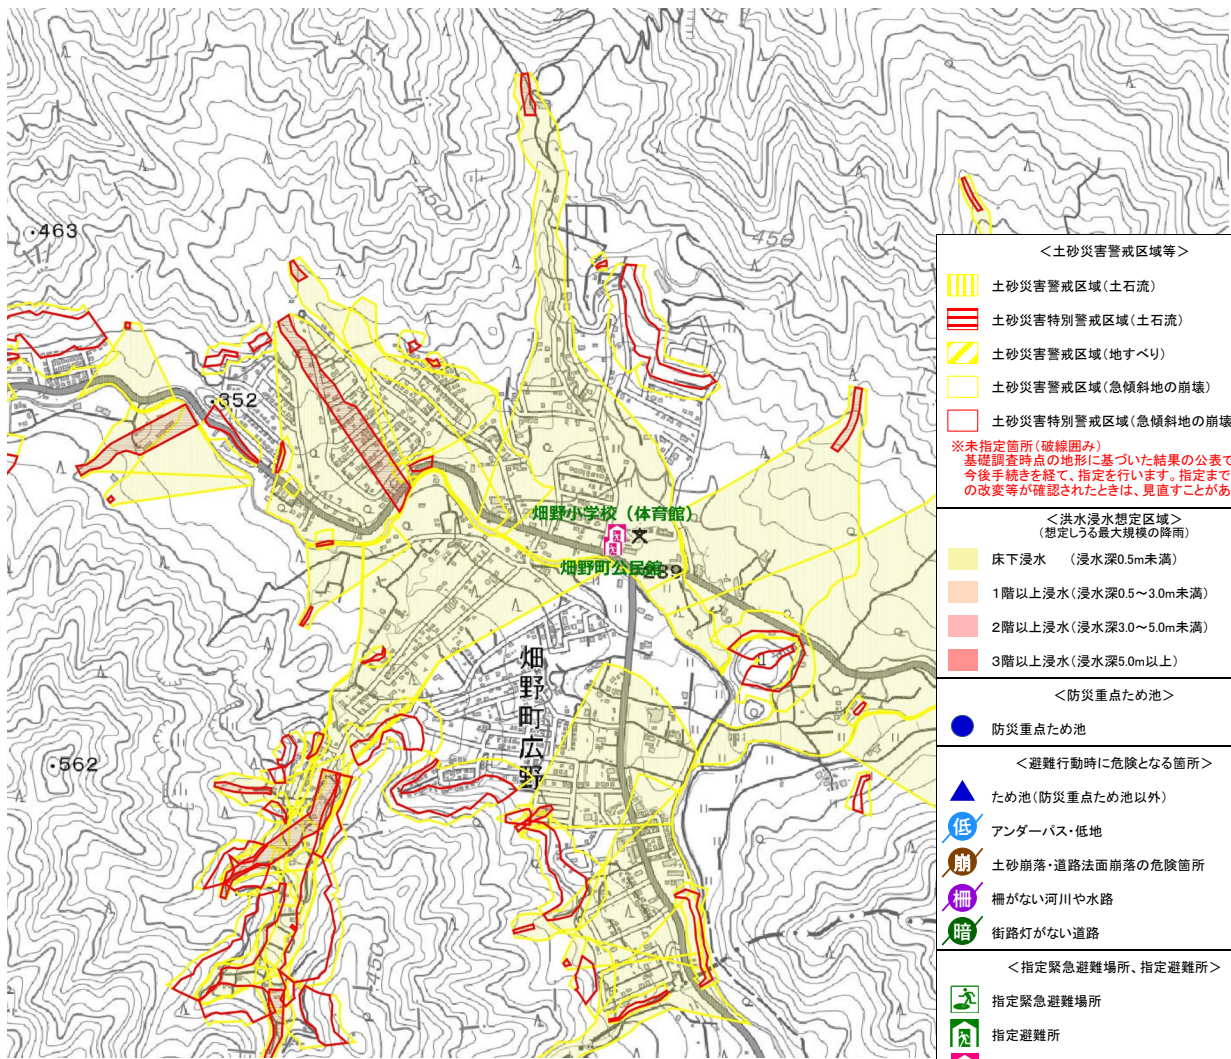 ・463
450
450
・352
畑野小学校（体育館）
文
畑野町公民館
畑野町広野
・562
450
＜土砂災害警戒区域等＞
土砂災害警戒区域（土石流）
土砂災害特別警戒区域（土石流）
土砂災害警戒区域（地すべり）
土砂災害警戒区域（急傾斜地の崩壊）
土砂災害特別警戒区域（急傾斜地の崩壊
※未指定箇所（破線囲み）
基礎調査時点の地形に基づいた結果の公表で
今後手続きを経て、指定を行います。指定まで
の改変等が確認されたときは、見直すことがあ
＜洪水浸水想定区域＞
（想定しうる最大規模の降雨）
床下浸水　（浸水深0.5m未満）
1階以上浸水（浸水深0.5～3.0m未満）
2階以上浸水（浸水深3.0～5.0m未満）
3階以上浸水（浸水深5.0m以上）
＜防災重点ため池＞
防災重点ため池
＜避難行動時に危険となる箇所＞
ため池（防災重点ため池以外）
低 アンダーパス・低地
崩 土砂崩落・道路法面崩落の危険箇所
柵 柵がない河川や水路
暗 街路灯がない道路
＜指定緊急避難場所、指定避難所＞
指定緊急避難場所
指定避難所